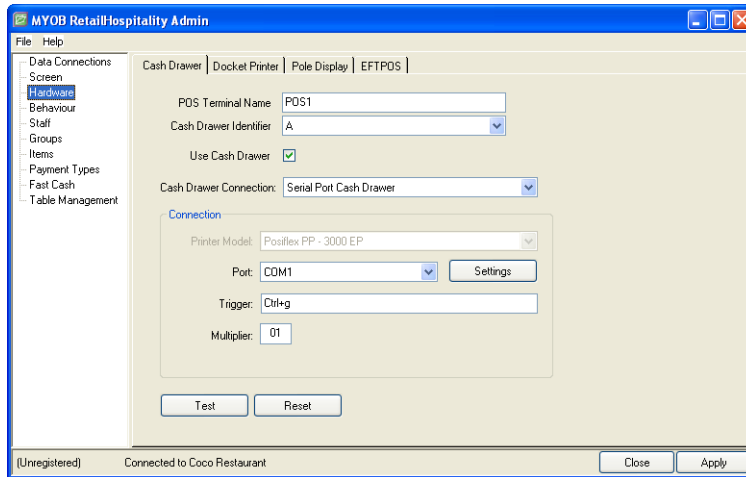 MYOB RetailHospitality Admin
File Help
Data Connections
Screen
Hardware
Behaviour
Staff
Groups
Items
Payment Types
Fast Cash
Table Management
Cash Drawer Docket Printer Pole Display EFTPOS
POS Terminal Name POS1
Cash Drawer Identifier A
Use Cash Drawer
Cash Drawer Connection: Serial Port Cash Drawer
Connection
Printer Model: Posiflex PP - 3000 EP
Port: COM1 Settings
Trigger: Ctrl+g
Multiplier: 01
Test Reset
(Unregistered) Connected to Coco Restaurant Close Apply